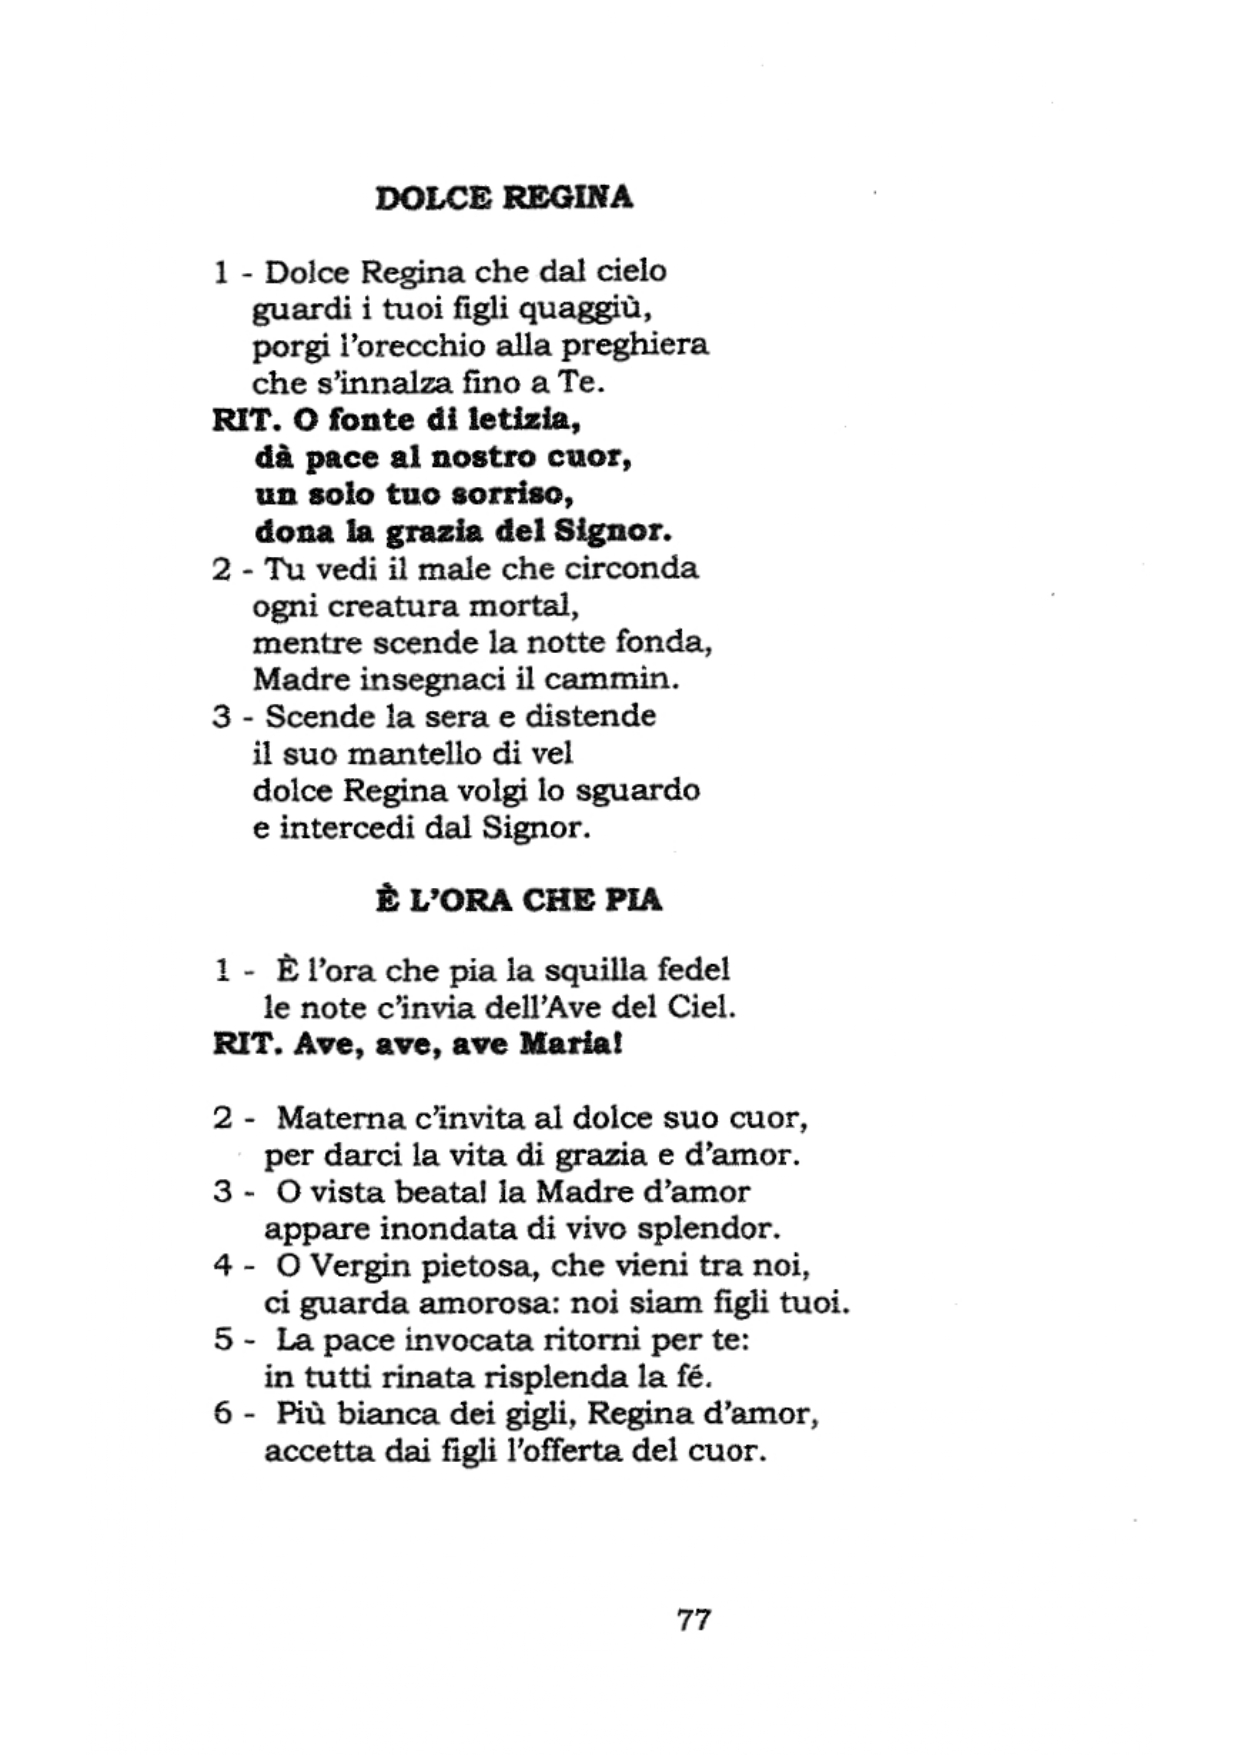 DOLCE REGINA
1 - Dolce Regina che dal cielo
guardi i tuoi figli quaggiù,
porgi l'orecchio alla preghiera
che s'innalza fino a Te.
RIT. O fonte di letizia,
dà pace al nostro cuor,
un solo tuo sorriso,
dona la grazia del Signor.
2 - Tu vedi il male che circonda
ogni creatura mortal,
mentre scende la notte fonda,
Madre insegnaci il cammin.
3 - Scende la sera e distende
il suo mantello di vel
dolce Regina volgi lo sguardo
e intercedi dal Signor.
È L'ORA CHE PIA
1 - È l'ora che pia la squilla fedel
le note c'invia dell'Ave del Ciel.
RIT. Ave, ave, ave Maria!
2 - Materna c'invita al dolce suo cuor,
per darci la vita di grazia e d'amor.
3 - O vista beata! la Madre d'amor
appare inondata di vivo splendor.
4 - O Vergin pietosa, che vieni tra noi,
ci guarda amorosa: noi siam figli tuoi.
5 - La pace invocata ritorni per te:
in tutti rinata risplenda la fé.
6 - Più bianca dei gigli, Regina d'amor,
accetta dai figli l'offerta del cuor.
77